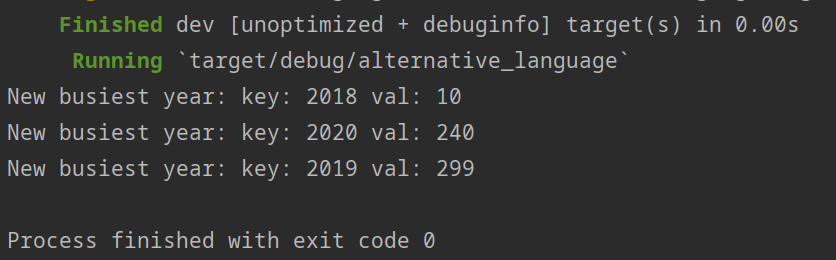 Finished dev [unoptimized + debuginfo] target(s) in 0.00s
Running `target/debug/alternative_language`
New busiest year: key: 2018 val: 10
New busiest year: key: 2020 val: 240
New busiest year: key: 2019 val: 299
Process finished with exit code 0